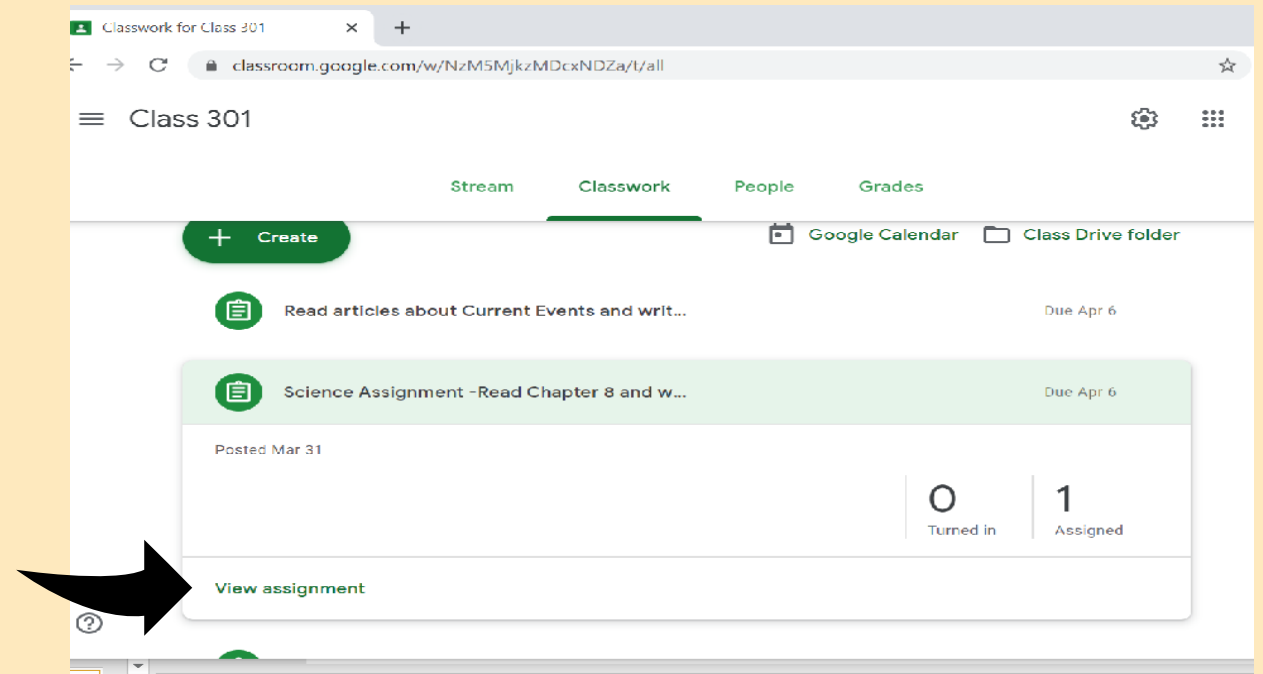 Classwork for Class 301
classroom.google.com/w/NzM5MjkzMDcxNDZa/t/all
Class 301
Stream Classwork People Grades
+ Create Google Calendar Class Drive folder
Read articles about Current Events and writ... Due Apr 6
Science Assignment -Read Chapter 8 and w... Due Apr 6
Posted Mar 31
0 1
Turned in Assigned
View assignment